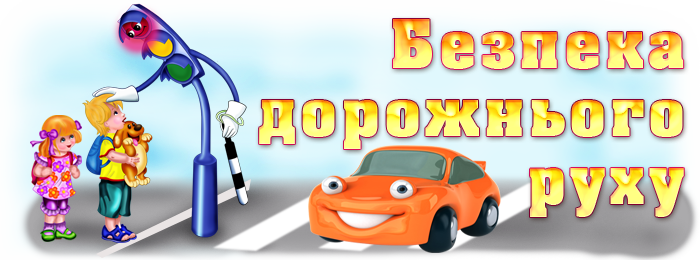 Безпека
дорожнього
руху